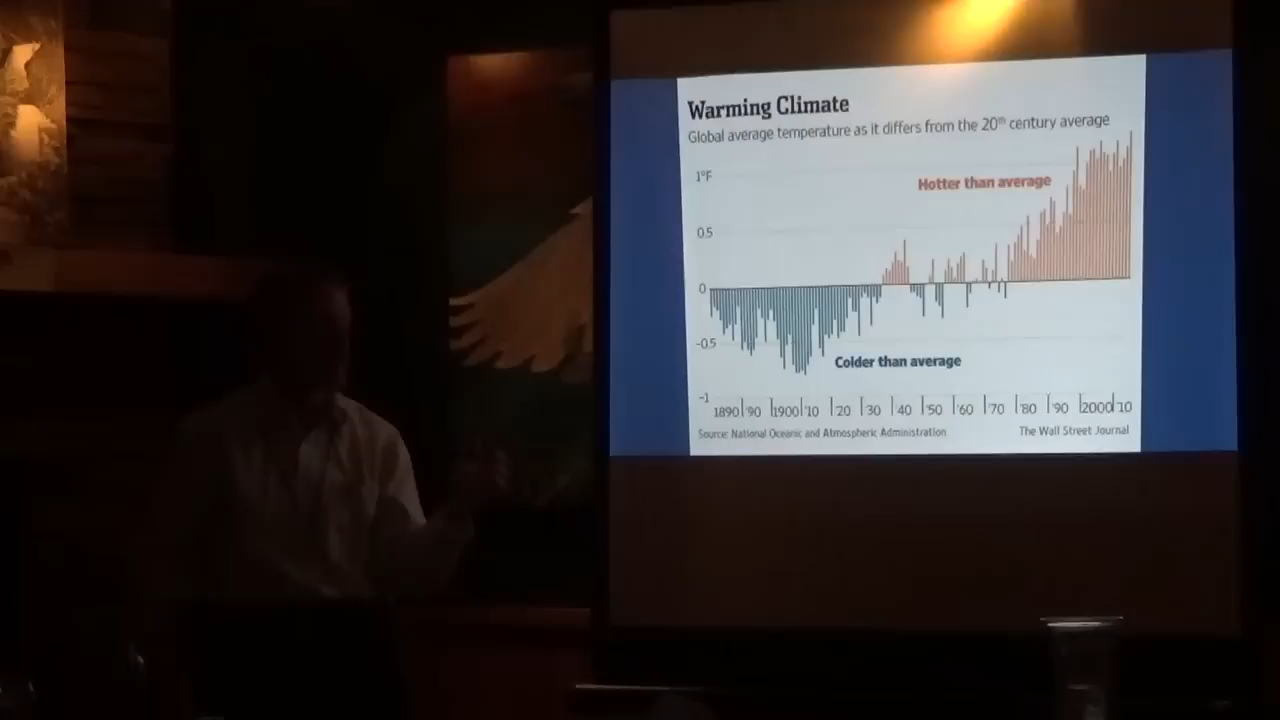 Warming Climate
Global average temperature as it differs from the 20th century average
1°F
Hotter than average
0.5
0
-0.5
Colder than average
-1
1890 '90 1900 '10 '20 '30 '40 '50 '60 '70 '80 '90 2000 '10
Source: National Oceanic and Atmospheric Administration
The Wall Street Journal